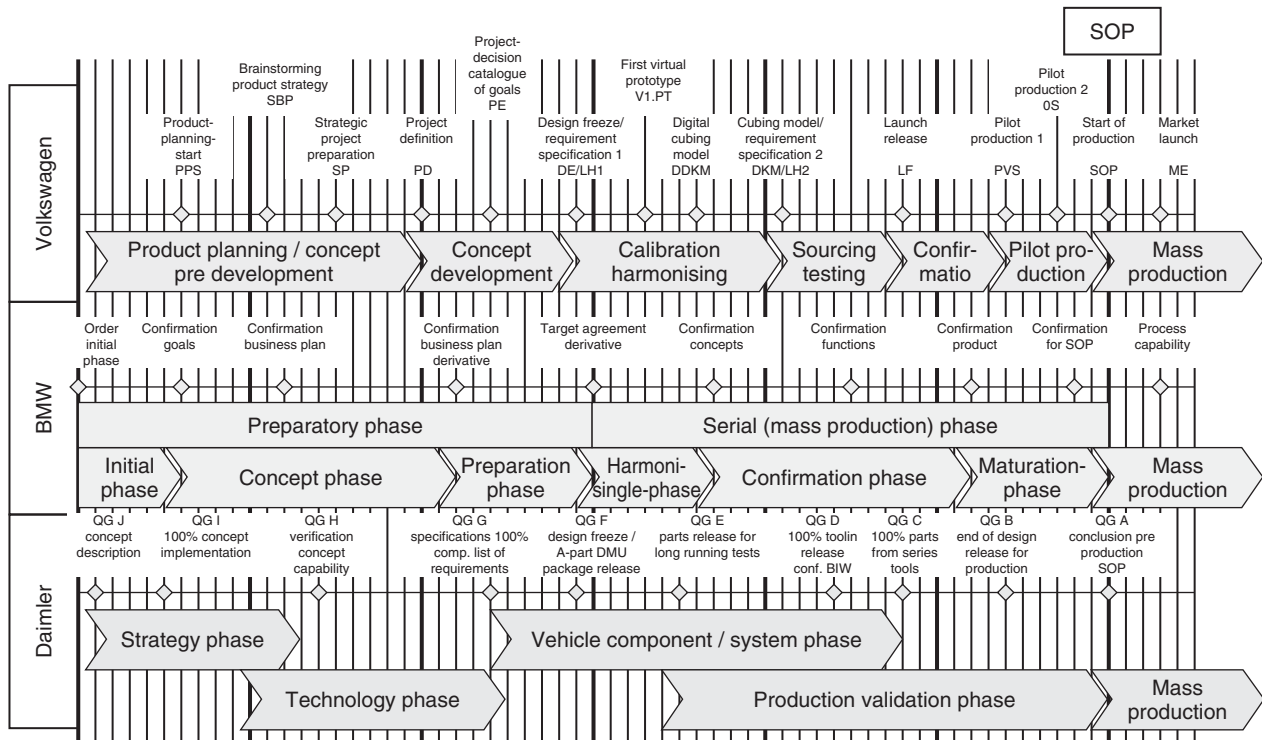 SOP
Volkswagen
Project-
decision
catalogue
of goals
PE
Brainstorming
product strategy
SBP
First virtual
prototype
V1.PT
Pilot
production 2
0S
Product-
planning-
start
PPS
Strategic
project
preparation
SP
Project
definition
PD
Design freeze/
requirement
specification 1
DE/LH1
Digital
cubing
model
DDKM
Cubing model/
requirement
specification 2
DKM/LH2
Launch
release
LF
Pilot
production 1
PVS
Start of
production
SOP
Market
launch
ME
Product planning / concept
pre development
Concept
development
Calibration
harmonising
Sourcing
testing
Confir-
matio
Pilot pro-
duction
Mass
production
BMW
Order
initial
phase
Confirmation
goals
Confirmation
business plan
Confirmation
business plan
derivative
Target agreement
derivative
Confirmation
concepts
Confirmation
functions
Confirmation
product
Confirmation
for SOP
Process
capability
Preparatory phase
Serial (mass production) phase
Initial
phase
Concept phase
Preparation
phase
Harmoni-
single-phase
Confirmation phase
Maturation-
phase
Mass
production
Daimler
QG J
concept
description
QG I
100% concept
implementation
QG H
verification
concept
capability
QG G
specifications 100%
comp. list of
requirements
QG F
design freeze /
A-part DMU
package release
QG E
parts release for
long running tests
QG D
100% toolin
release
conf. BIW
QG C
100% parts
from series
tools
QG B
end of design
release for
production
QG A
conclusion pre
production
SOP
Strategy phase
Vehicle component / system phase
Technology phase
Production validation phase
Mass
production